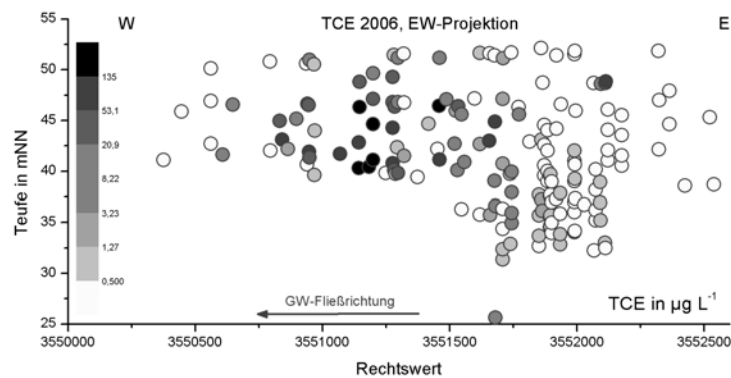 TCE 2006, EW-Projektion
W
E
55
50
45
40
35
30
25
Teufe in mNN
135
53,1
20,9
8,22
3,23
1,27
0,500
GW-Fließrichtung
TCE in µg L⁻¹
3550000
3550500
3551000
3551500
3552000
3552500
Rechtswert